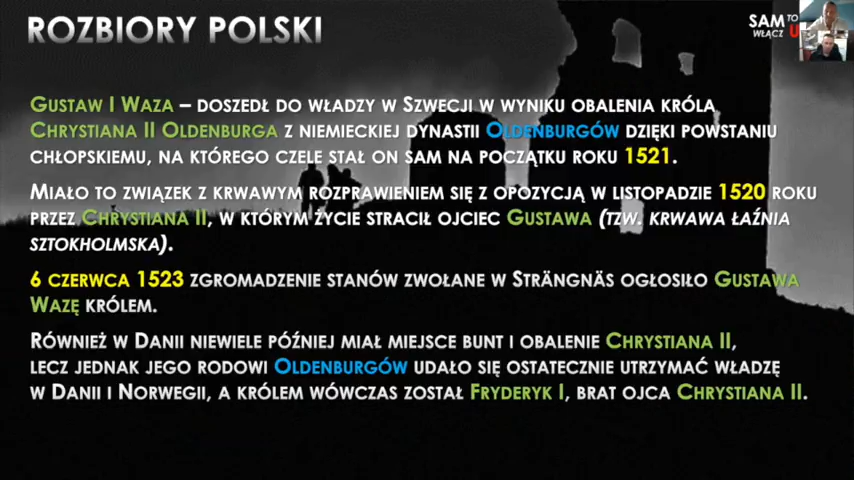 ROZBIORY POLSKI
SAM TO
WŁĄCZ U
GUSTAW I WAZA – DOSZEDŁ DO WŁADZY W SZWECJI W WYNIKU OBALENIA KRÓLA
CHRYSTIANA II OLDENBURGA Z NIEMIECKIEJ DYNASTII OLDENBURGÓW DZIĘKI POWSTANIU
CHŁOPSKIEMU, NA KTÓREGO CZELE STAŁ ON SAM NA POCZĄTKU ROKU 1521.
MIAŁO TO ZWIĄZEK Z KRWAWYM ROZPRAWIENIEM SIĘ Z OPOZYCJĄ W LISTOPADZIE 1520 ROKU
PRZEZ CHRYSTIANA II, W KTÓRYM ŻYCIE STRACIŁ OJCIEC GUSTAWA (TZW. KRWAWA ŁAŹNIA
SZTOKHOLMSKA).
6 CZERWCA 1523 ZGROMADZENIE STANÓW ZWOŁANE W STRÄNGNÄS OGŁOSIŁO GUSTAWA
WAZĘ KRÓLEM.
RÓWNIEŻ W DANII NIEWIELE PÓŹNIEJ MIAŁ MIEJSCE BUNT I OBALENIE CHRYSTIANA II,
LECZ JEDNAK JEGO RODOWI OLDENBURGÓW UDAŁO SIĘ OSTATECZNIE UTRZYMAĆ WŁADZĘ
W DANII I NORWEGII, A KRÓLEM WÓWCZAS ZOSTAŁ FRYDERYK I, BRAT OJCA CHRYSTIANA II.